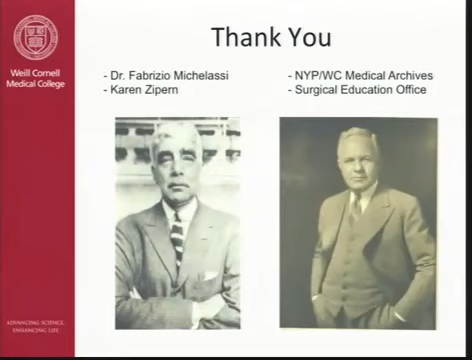 Weill Cornell
Medical College
Thank You
- Dr. Fabrizio Michelassi
- Karen Zipern
- NYP/WC Medical Archives
- Surgical Education Office
ADVANCING SCIENCE.
ENHANCING LIFE.